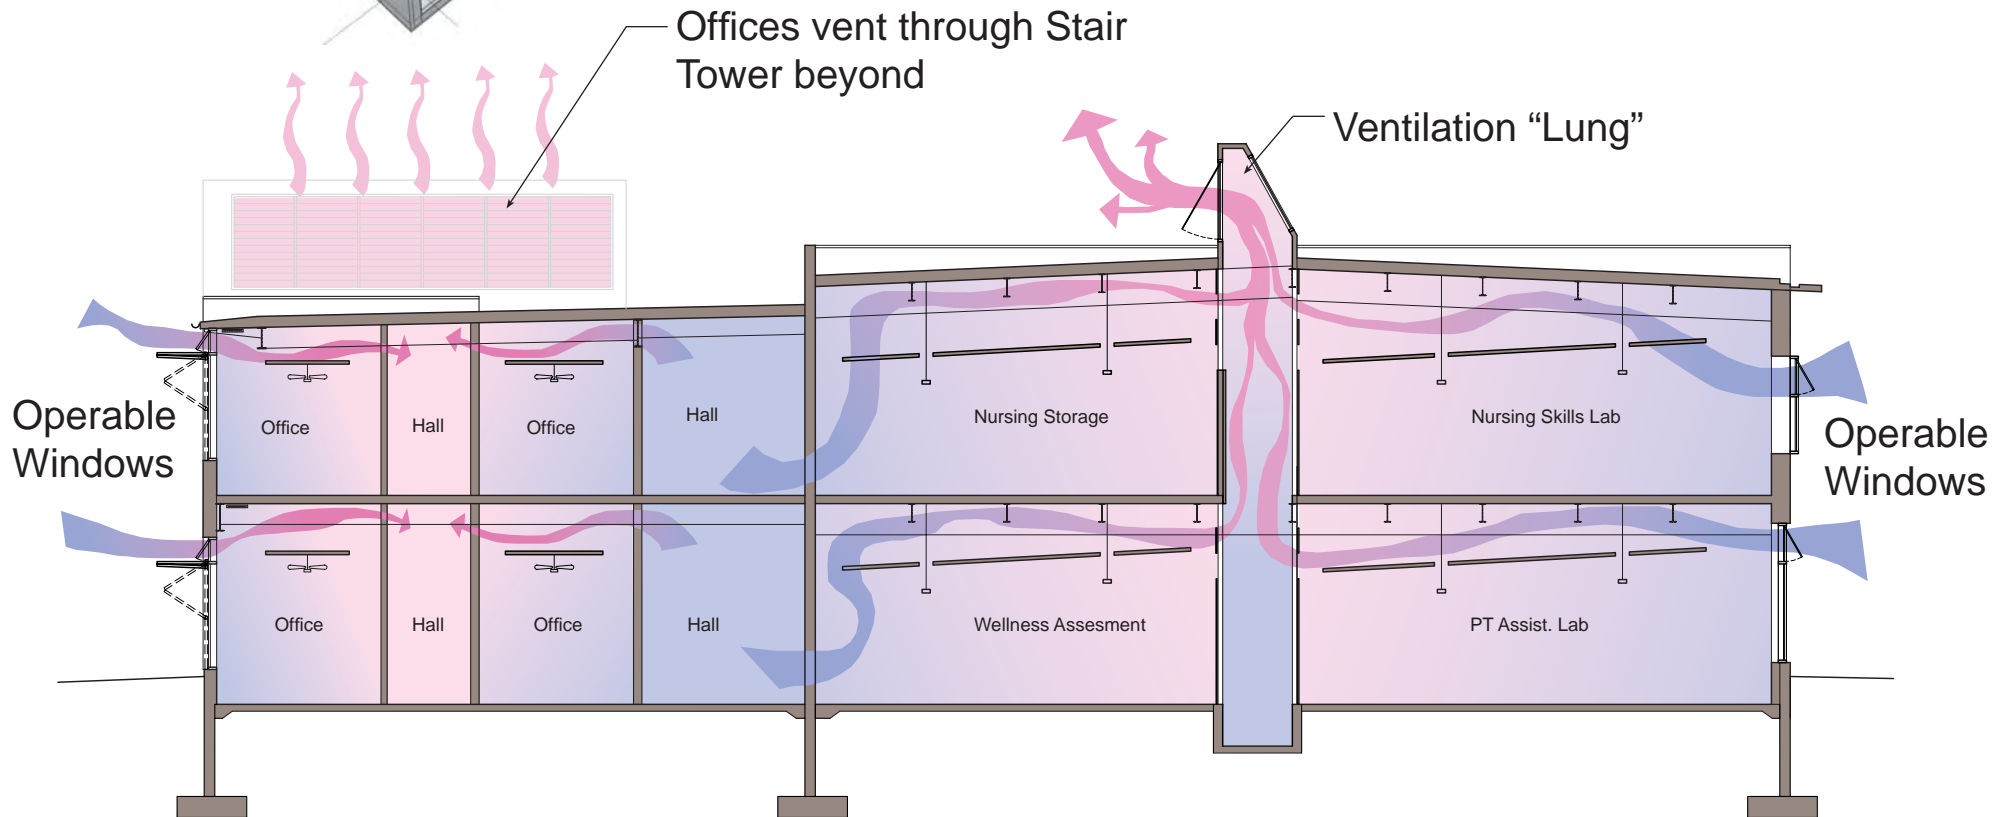 Offices vent through Stair
Tower beyond
Ventilation “Lung”
Operable
Windows
Office
Hall
Office
Hall
Nursing Storage
Nursing Skills Lab
Operable
Windows
Office
Hall
Office
Hall
Wellness Assesment
PT Assist. Lab